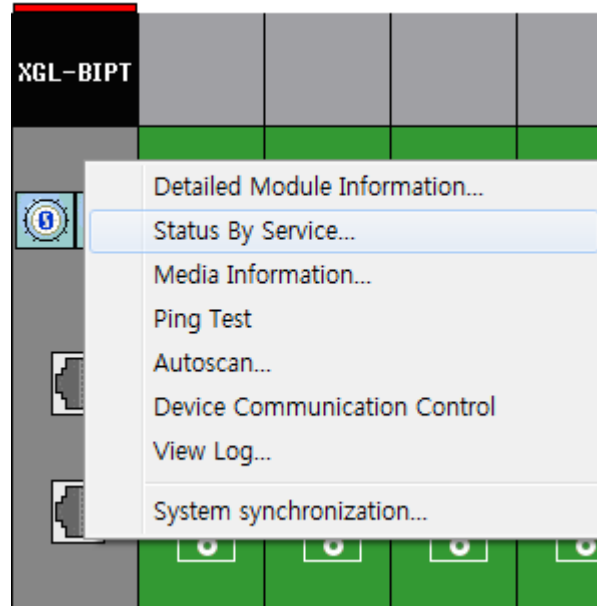 XGL-BIPT
Detailed Module Information...
0
Status By Service...
Media Information...
Ping Test
Autoscan...
Device Communication Control
View Log...
System synchronization...